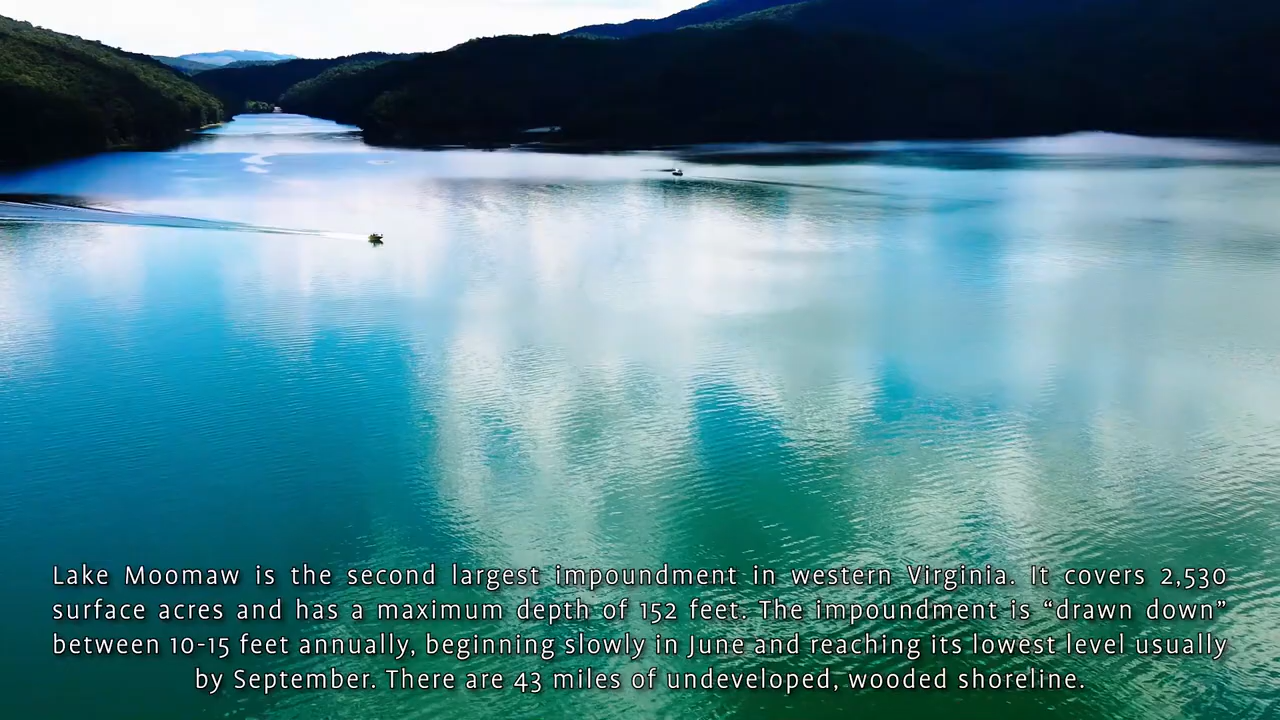 Lake Moomaw is the second largest impoundment in western Virginia. It covers 2,530
surface acres and has a maximum depth of 152 feet. The impoundment is “drawn down”
between 10-15 feet annually, beginning slowly in June and reaching its lowest level usually
by September. There are 43 miles of undeveloped, wooded shoreline.